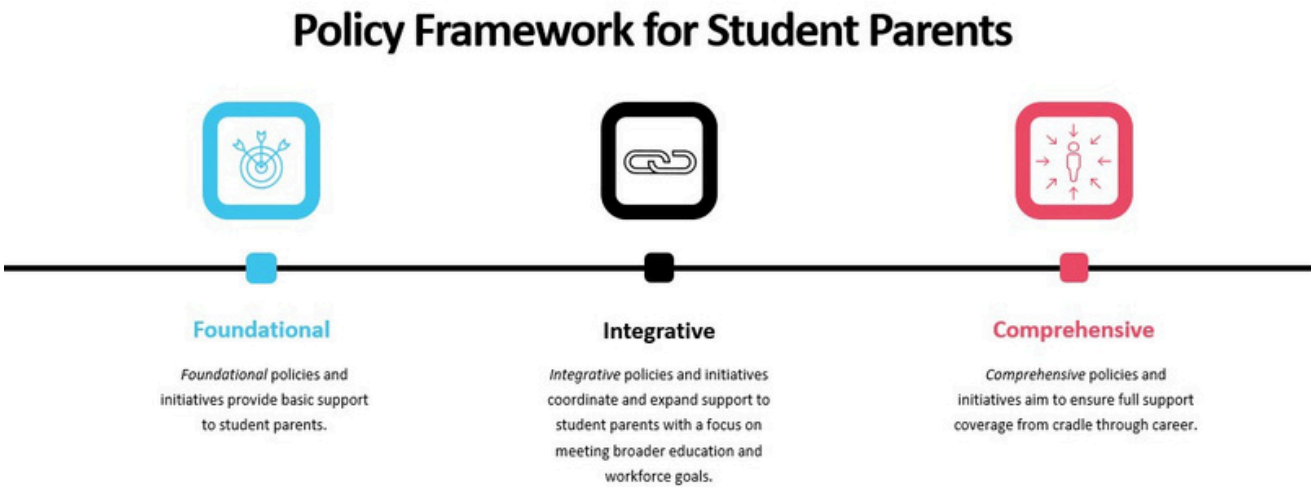 Policy Framework for Student Parents
Foundational
Foundational policies and
initiatives provide basic support
to student parents.
Integrative
Integrative policies and initiatives
coordinate and expand support to
student parents with a focus on
meeting broader education and
workforce goals.
Comprehensive
Comprehensive policies and
initiatives aim to ensure full support
coverage from cradle through career.